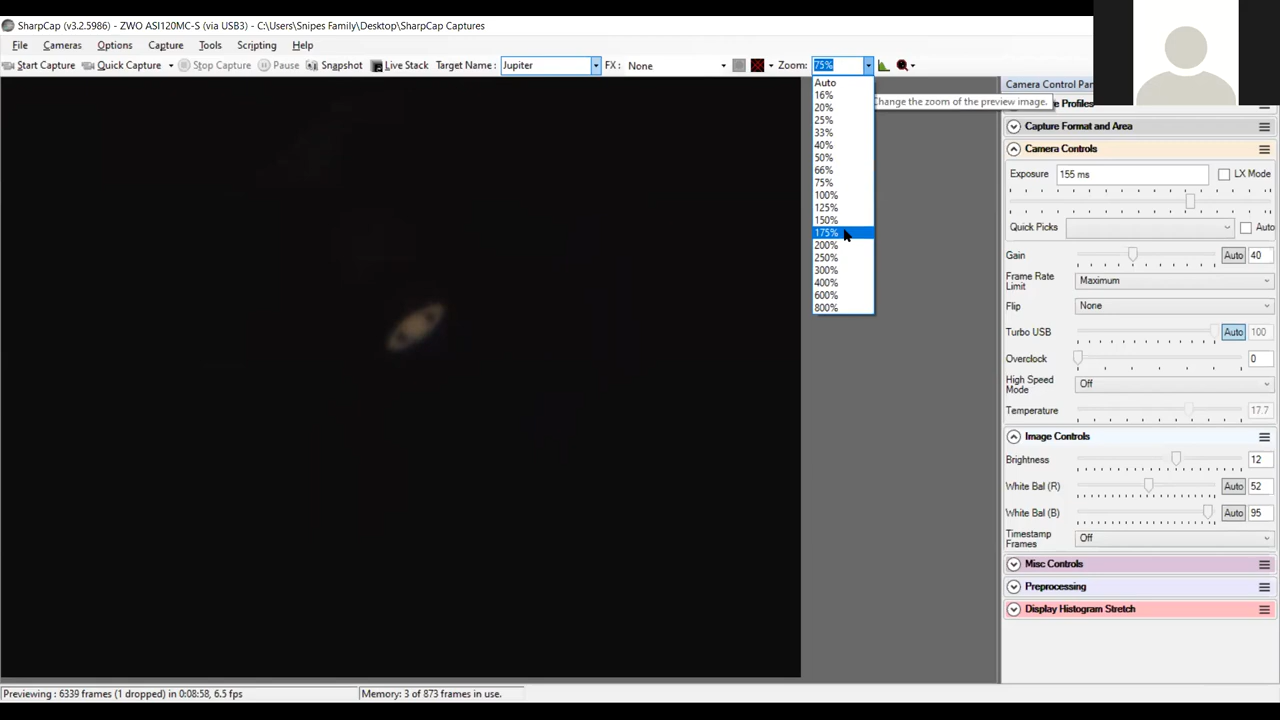 SharpCap (v3.2.5986) - ZWO ASI120MC-S (via USB3) - C:\Users\Snipes Family\Desktop\SharpCap Captures
File Cameras Options Capture Tools Scripting Help
Start Capture Quick Capture Stop Capture Pause Snapshot Live Stack Target Name: Jupiter FX: None Zoom: 75%
Auto
16%
20%
25%
33%
40%
50%
66%
75%
100%
125%
150%
175%
200%
250%
300%
400%
600%
800%
Change the zoom of the preview image.
Camera Control Pan
Profiles
Capture Format and Area
Camera Controls
Exposure 155 ms LX Mode
Quick Picks Auto
Gain Auto 40
Frame Rate Limit Maximum
Flip None
Turbo USB Auto 100
Overclock 0
High Speed Mode Off
Temperature 17.7
Image Controls
Brightness 12
White Bal (R) Auto 52
White Bal (B) Auto 95
Timestamp Frames Off
Misc Controls
Preprocessing
Display Histogram Stretch
Previewing : 6339 frames (1 dropped) in 0:08:58, 6.5 fps Memory: 3 of 873 frames in use.